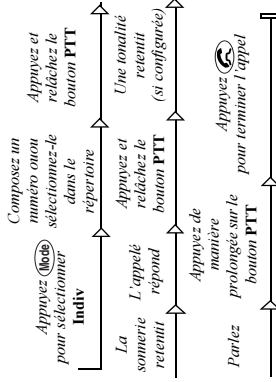 Appuyez Mode
pour sélectionner
Indiv
Composez un
numéro ouou
sélectionnez-le
dans le
répertoire
Appuyez et
relâchez le
bouton PTT
La
sonnerie
retentit
L'appelé
répond
Appuyez et
relâchez le
bouton PTT
Une tonalité
retentit
(si configurée)
Parlez
Appuyez de
manière
prolongée sur le
bouton PTT
Appuyez
pour terminer l'appel